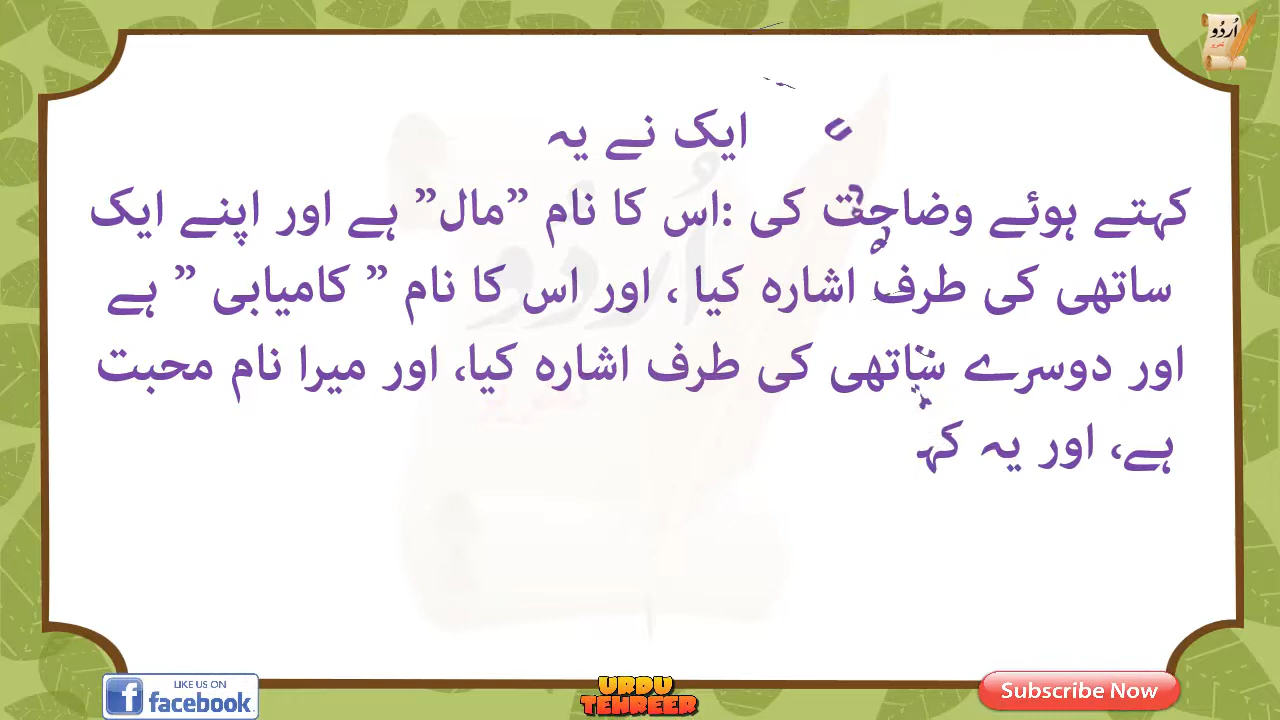 اُردُو
تحریر
ایک نے یہ
کہتے ہوئے وضاحت کی :اس کا نام ”مال” ہے اور اپنے ایک
ساتھی کی طرف اشارہ کیا ، اور اس کا نام ” کامیابی ” ہے
اور دوسرے ساتھی کی طرف اشارہ کیا، اور میرا نام محبت
ہے، اور یہ کہ
LIKE US ON
facebook.
URDU
TEHREER
Subscribe Now